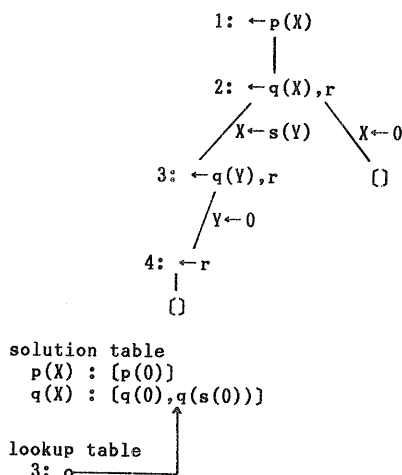 1: ←p(X)
2: ←q(X),r
X←s(Y) X←0
3: ←q(Y),r []
Y←0
4: ←r
[]
solution table
p(X) : [p(0)]
q(X) : [q(0),q(s(0))]
lookup table
3: